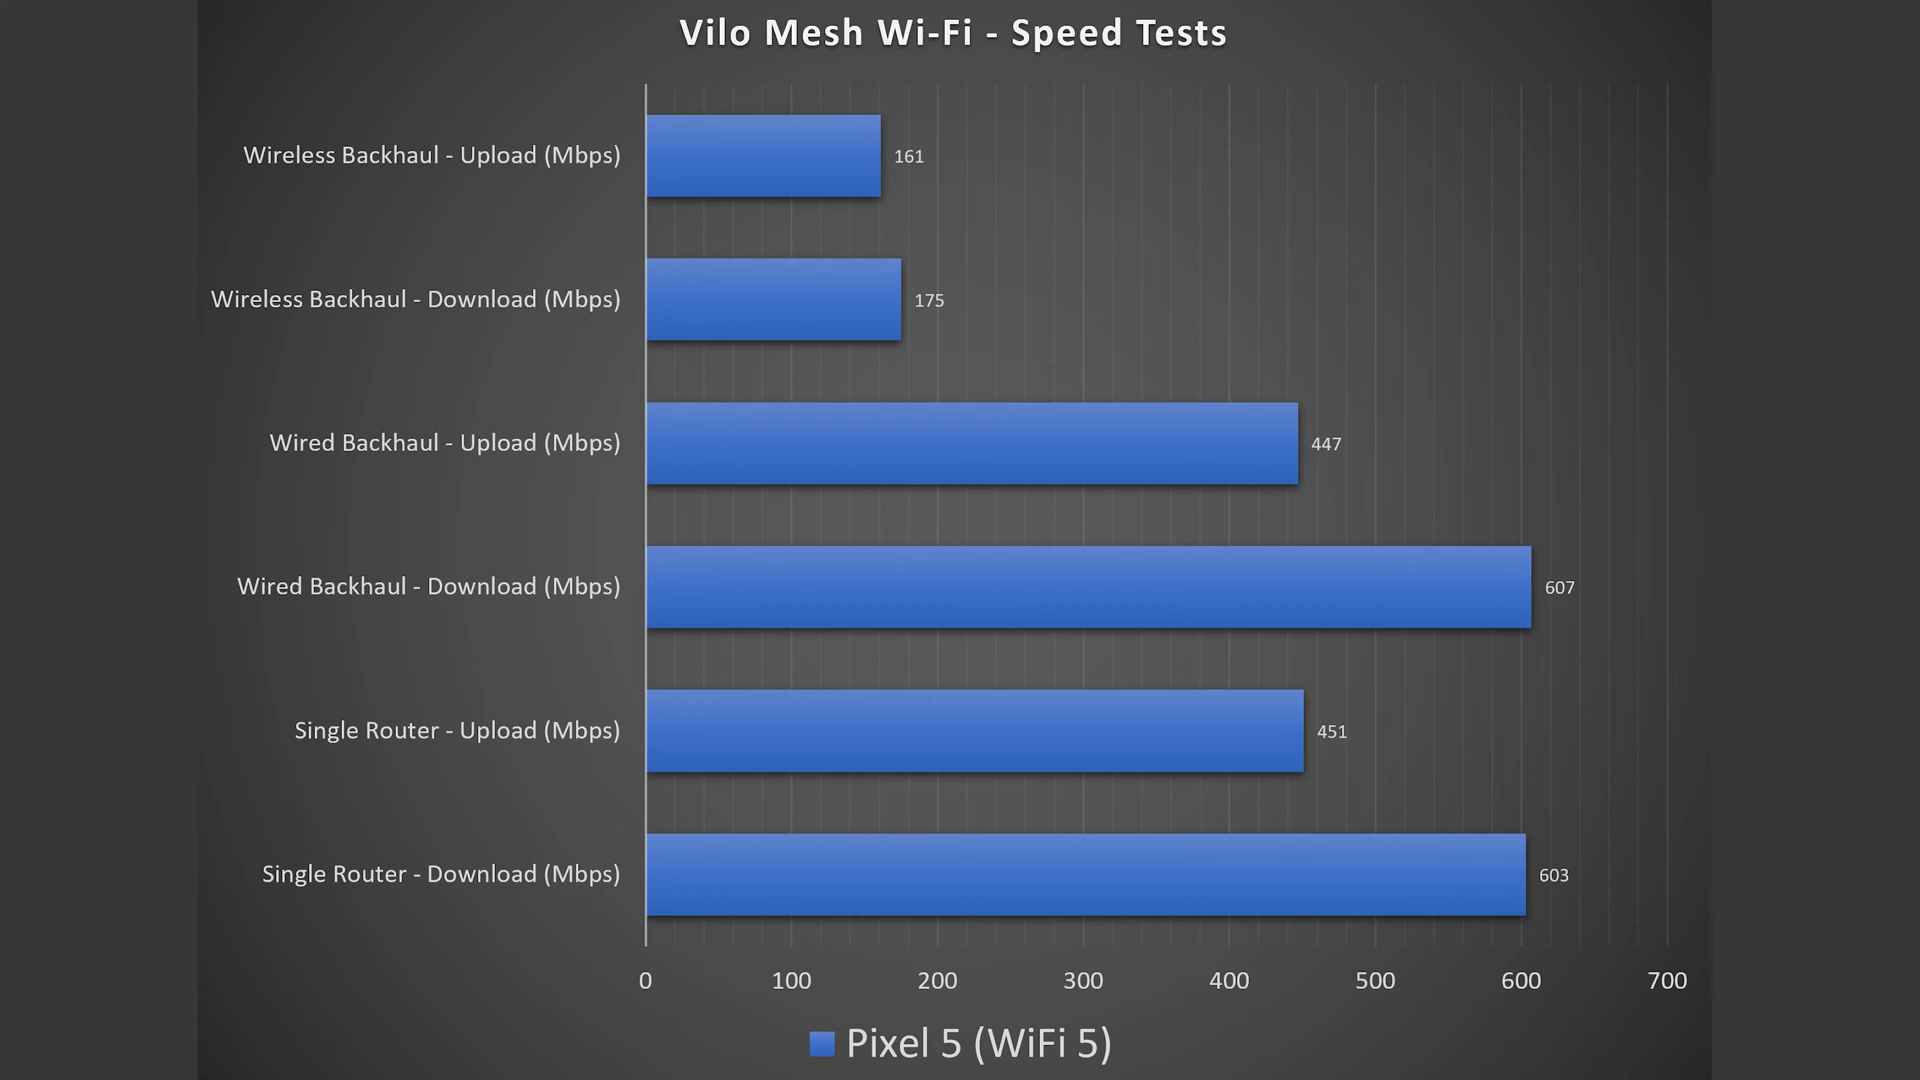 Vilo Mesh Wi-Fi - Speed Tests
Wireless Backhaul - Upload (Mbps)
161
Wireless Backhaul - Download (Mbps)
175
Wired Backhaul - Upload (Mbps)
447
Wired Backhaul - Download (Mbps)
607
Single Router - Upload (Mbps)
451
Single Router - Download (Mbps)
603
0 100 200 300 400 500 600 700
Pixel 5 (WiFi 5)